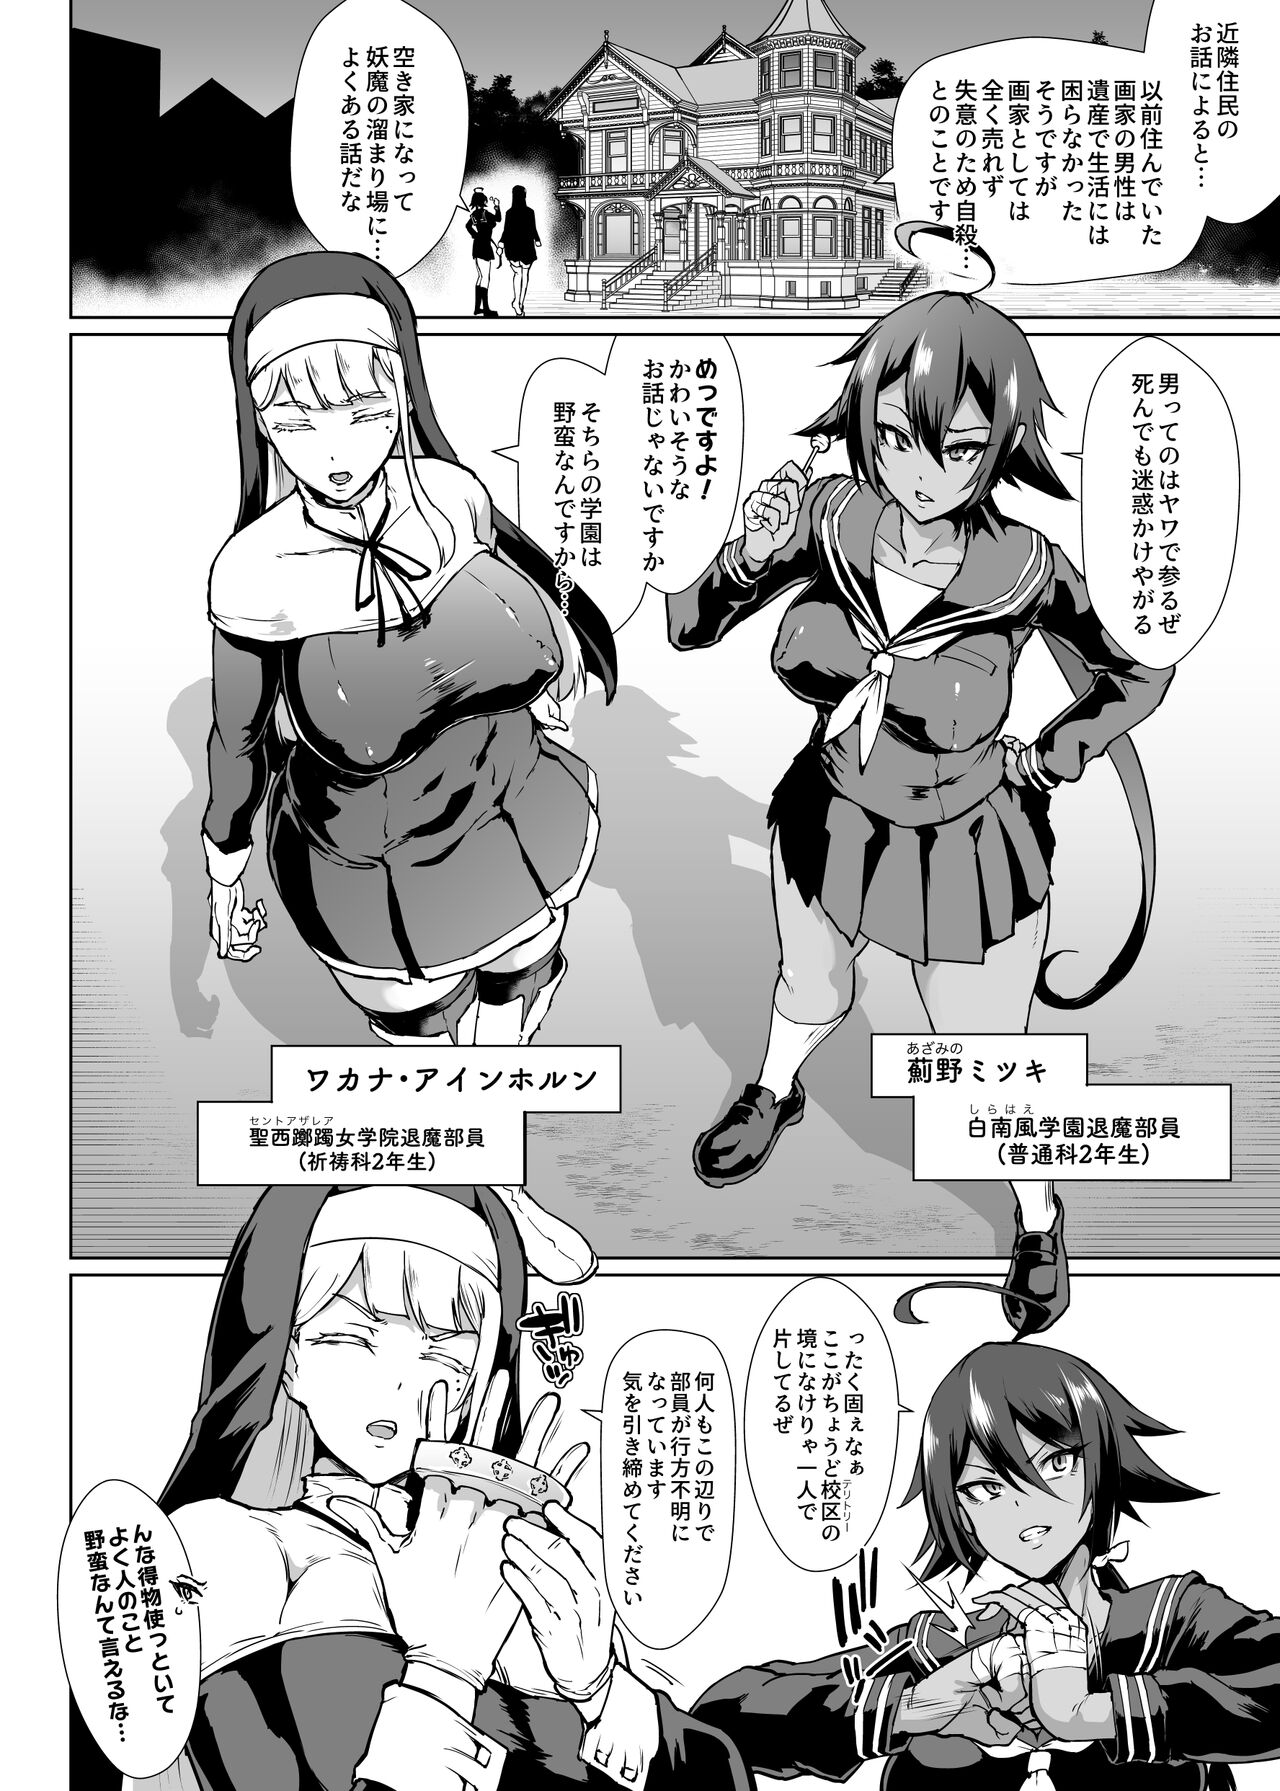 近隣住民の
お話によると…
以前住んでいた
画家の男性は
遺産で生活には
困らなかった
そうですが
画家としては
全く売れず
失意のため自殺…
とのことです
空き家になって
妖魔の溜まり場に…
よくある話だな
男ってのはヤワで参るぜ
死んでも迷惑かけやがる
めっですよ！
かわいそうな
お話じゃないですか
そちらの学園は
野蛮なんですから…
あざみの
薊野ミツキ
しらはえ
白南風学園退魔部員
(普通科2年生)
ワカナ・アインホルン
セントアザレア
聖西躑躅女学院退魔部員
(祈祷科2年生)
ったく固ぇなぁ
ここがちょうど校区の
テリトリー
境になけりゃ一人で
片してるぜ
何人もこの辺りで
部員が行方不明に
なっています
気を引き締めてください
ぎゅっ
んな得物使っといて
よく人のこと
野蛮なんて言えるな…